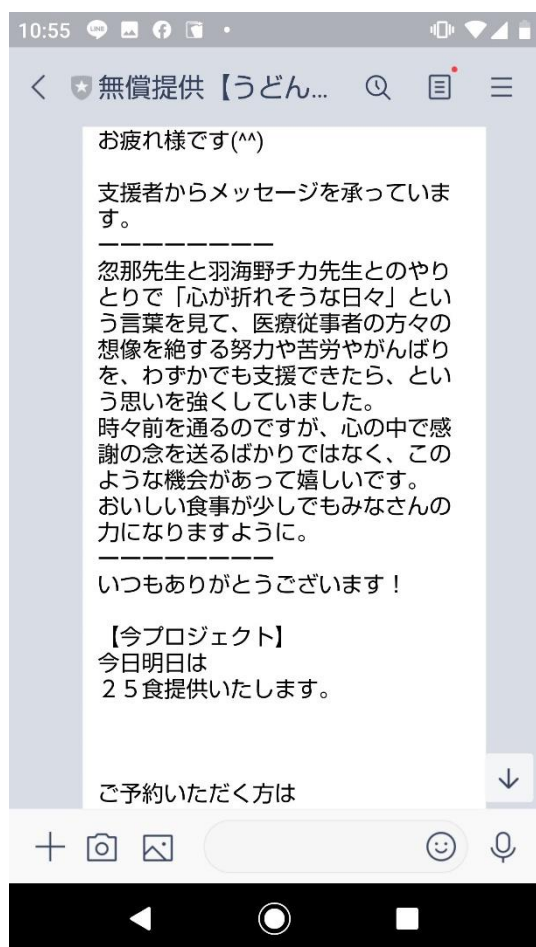 10:55
無償提供【うどん...
お疲れ様です(^^)
支援者からメッセージを承っていま
す。
ーーーーーーーー
忽那先生と羽海野チカ先生とのやり
とりで「心が折れそうな日々」とい
う言葉を見て、医療従事者の方々の
想像を絶する努力や苦労やがんばり
を、わずかでも支援できたら、とい
う思いを強くしていました。
時々前を通るのですが、心の中で感
謝の念を送るばかりではなく、この
ような機会があって嬉しいです。
おいしい食事が少しでもみなさんの
力になりますように。
ーーーーーーーー
いつもありがとうございます！
【今プロジェクト】
今日明日は
２５食提供いたします。
ご予約いただく方は